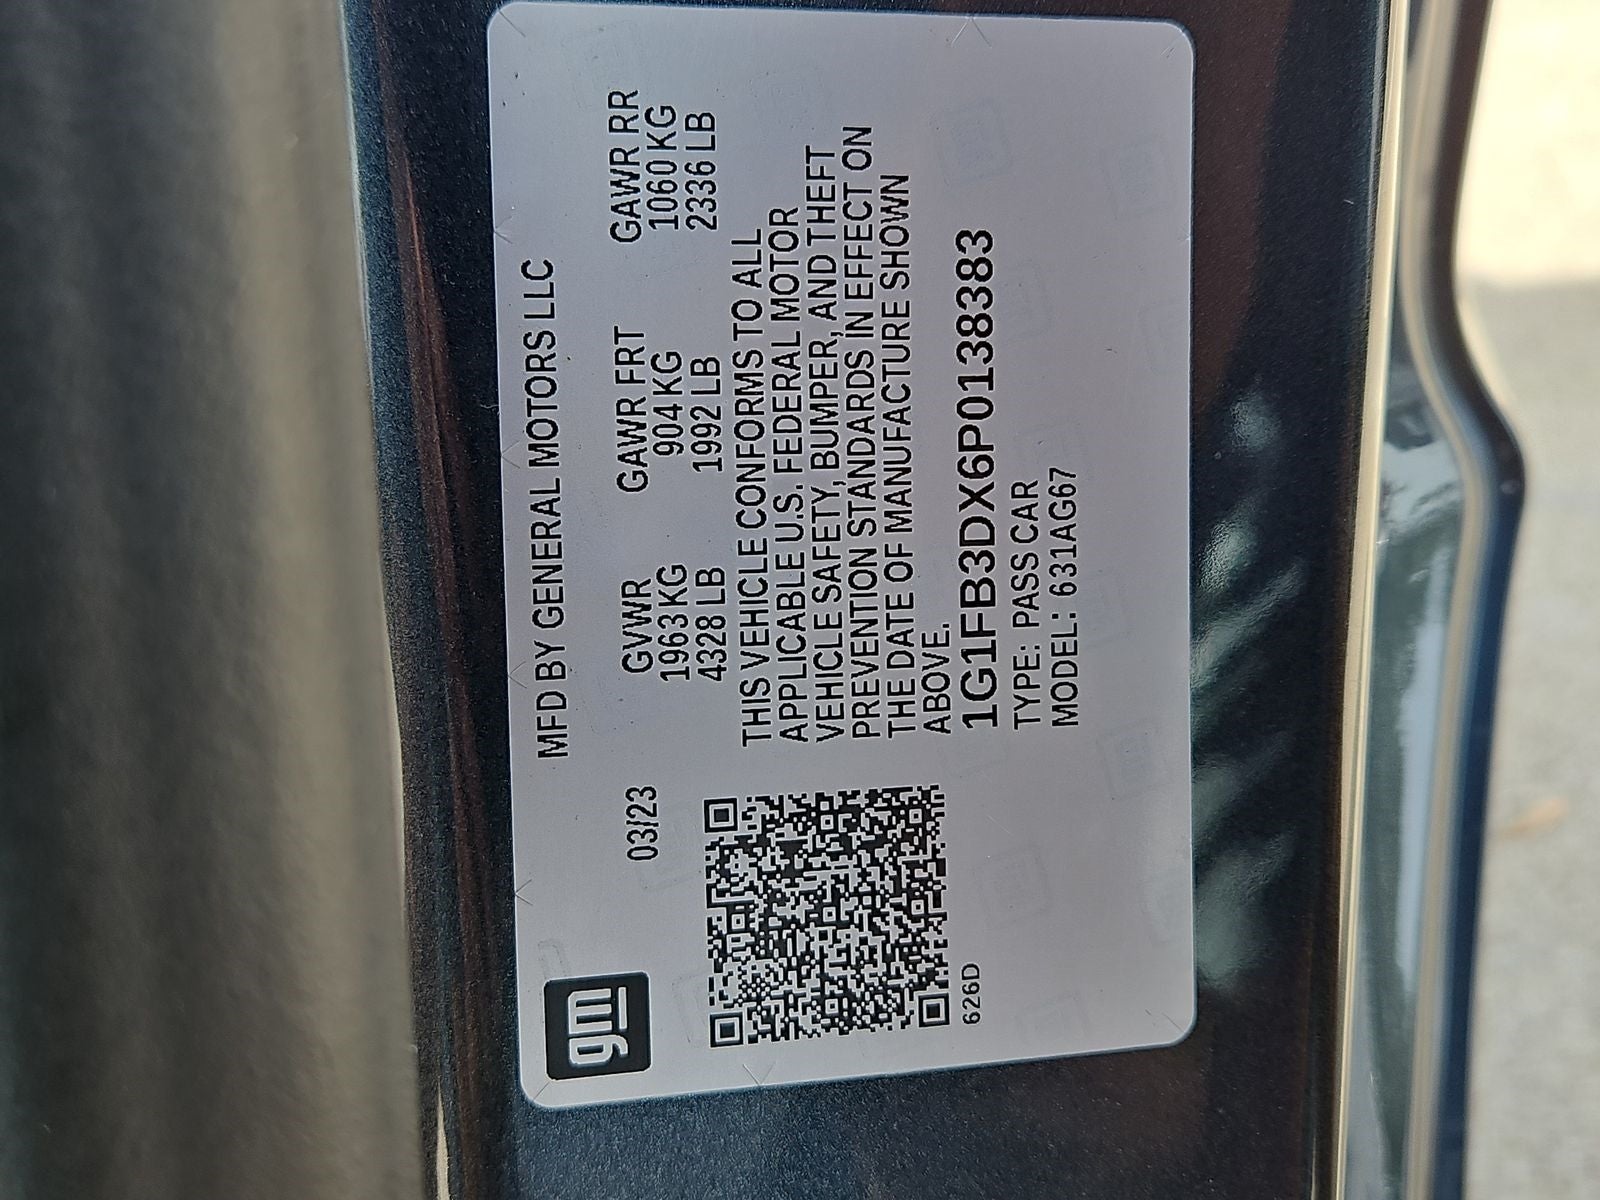 gm
MFD BY GENERAL MOTORS LLC
03/23
GVWR GAWR FRT GAWR RR
1963 KG 904 KG 1060 KG
4328 LB 1992 LB 2336 LB
THIS VEHICLE CONFORMS TO ALL
APPLICABLE U.S. FEDERAL MOTOR
VEHICLE SAFETY, BUMPER, AND THEFT
PREVENTION STANDARDS IN EFFECT ON
THE DATE OF MANUFACTURE SHOWN
ABOVE.
1G1FB3DX6P0138383
TYPE: PASS CAR
MODEL: 631AG67
626D